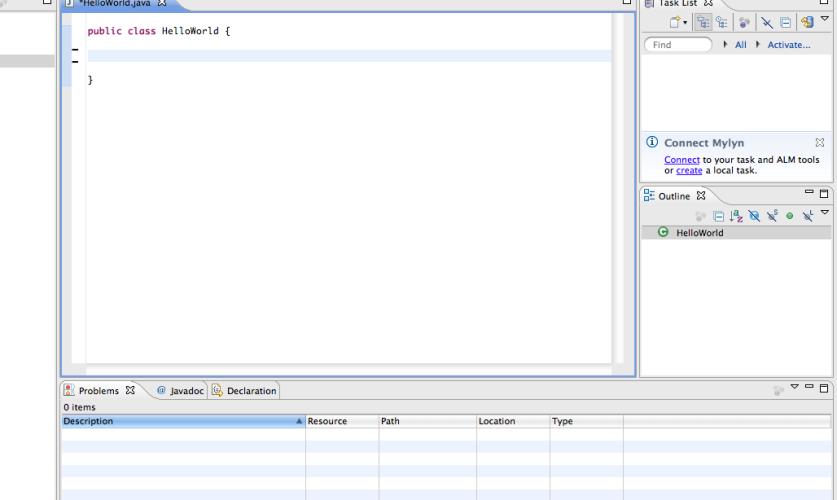 *HelloWorld.java
public class HelloWorld {
}
Task List
Find
All
Activate...
Connect Mylyn
Connect to your task and ALM tools
or create a local task.
Outline
HelloWorld
Problems
@ Javadoc
Declaration
0 items
Description Resource Path Location Type